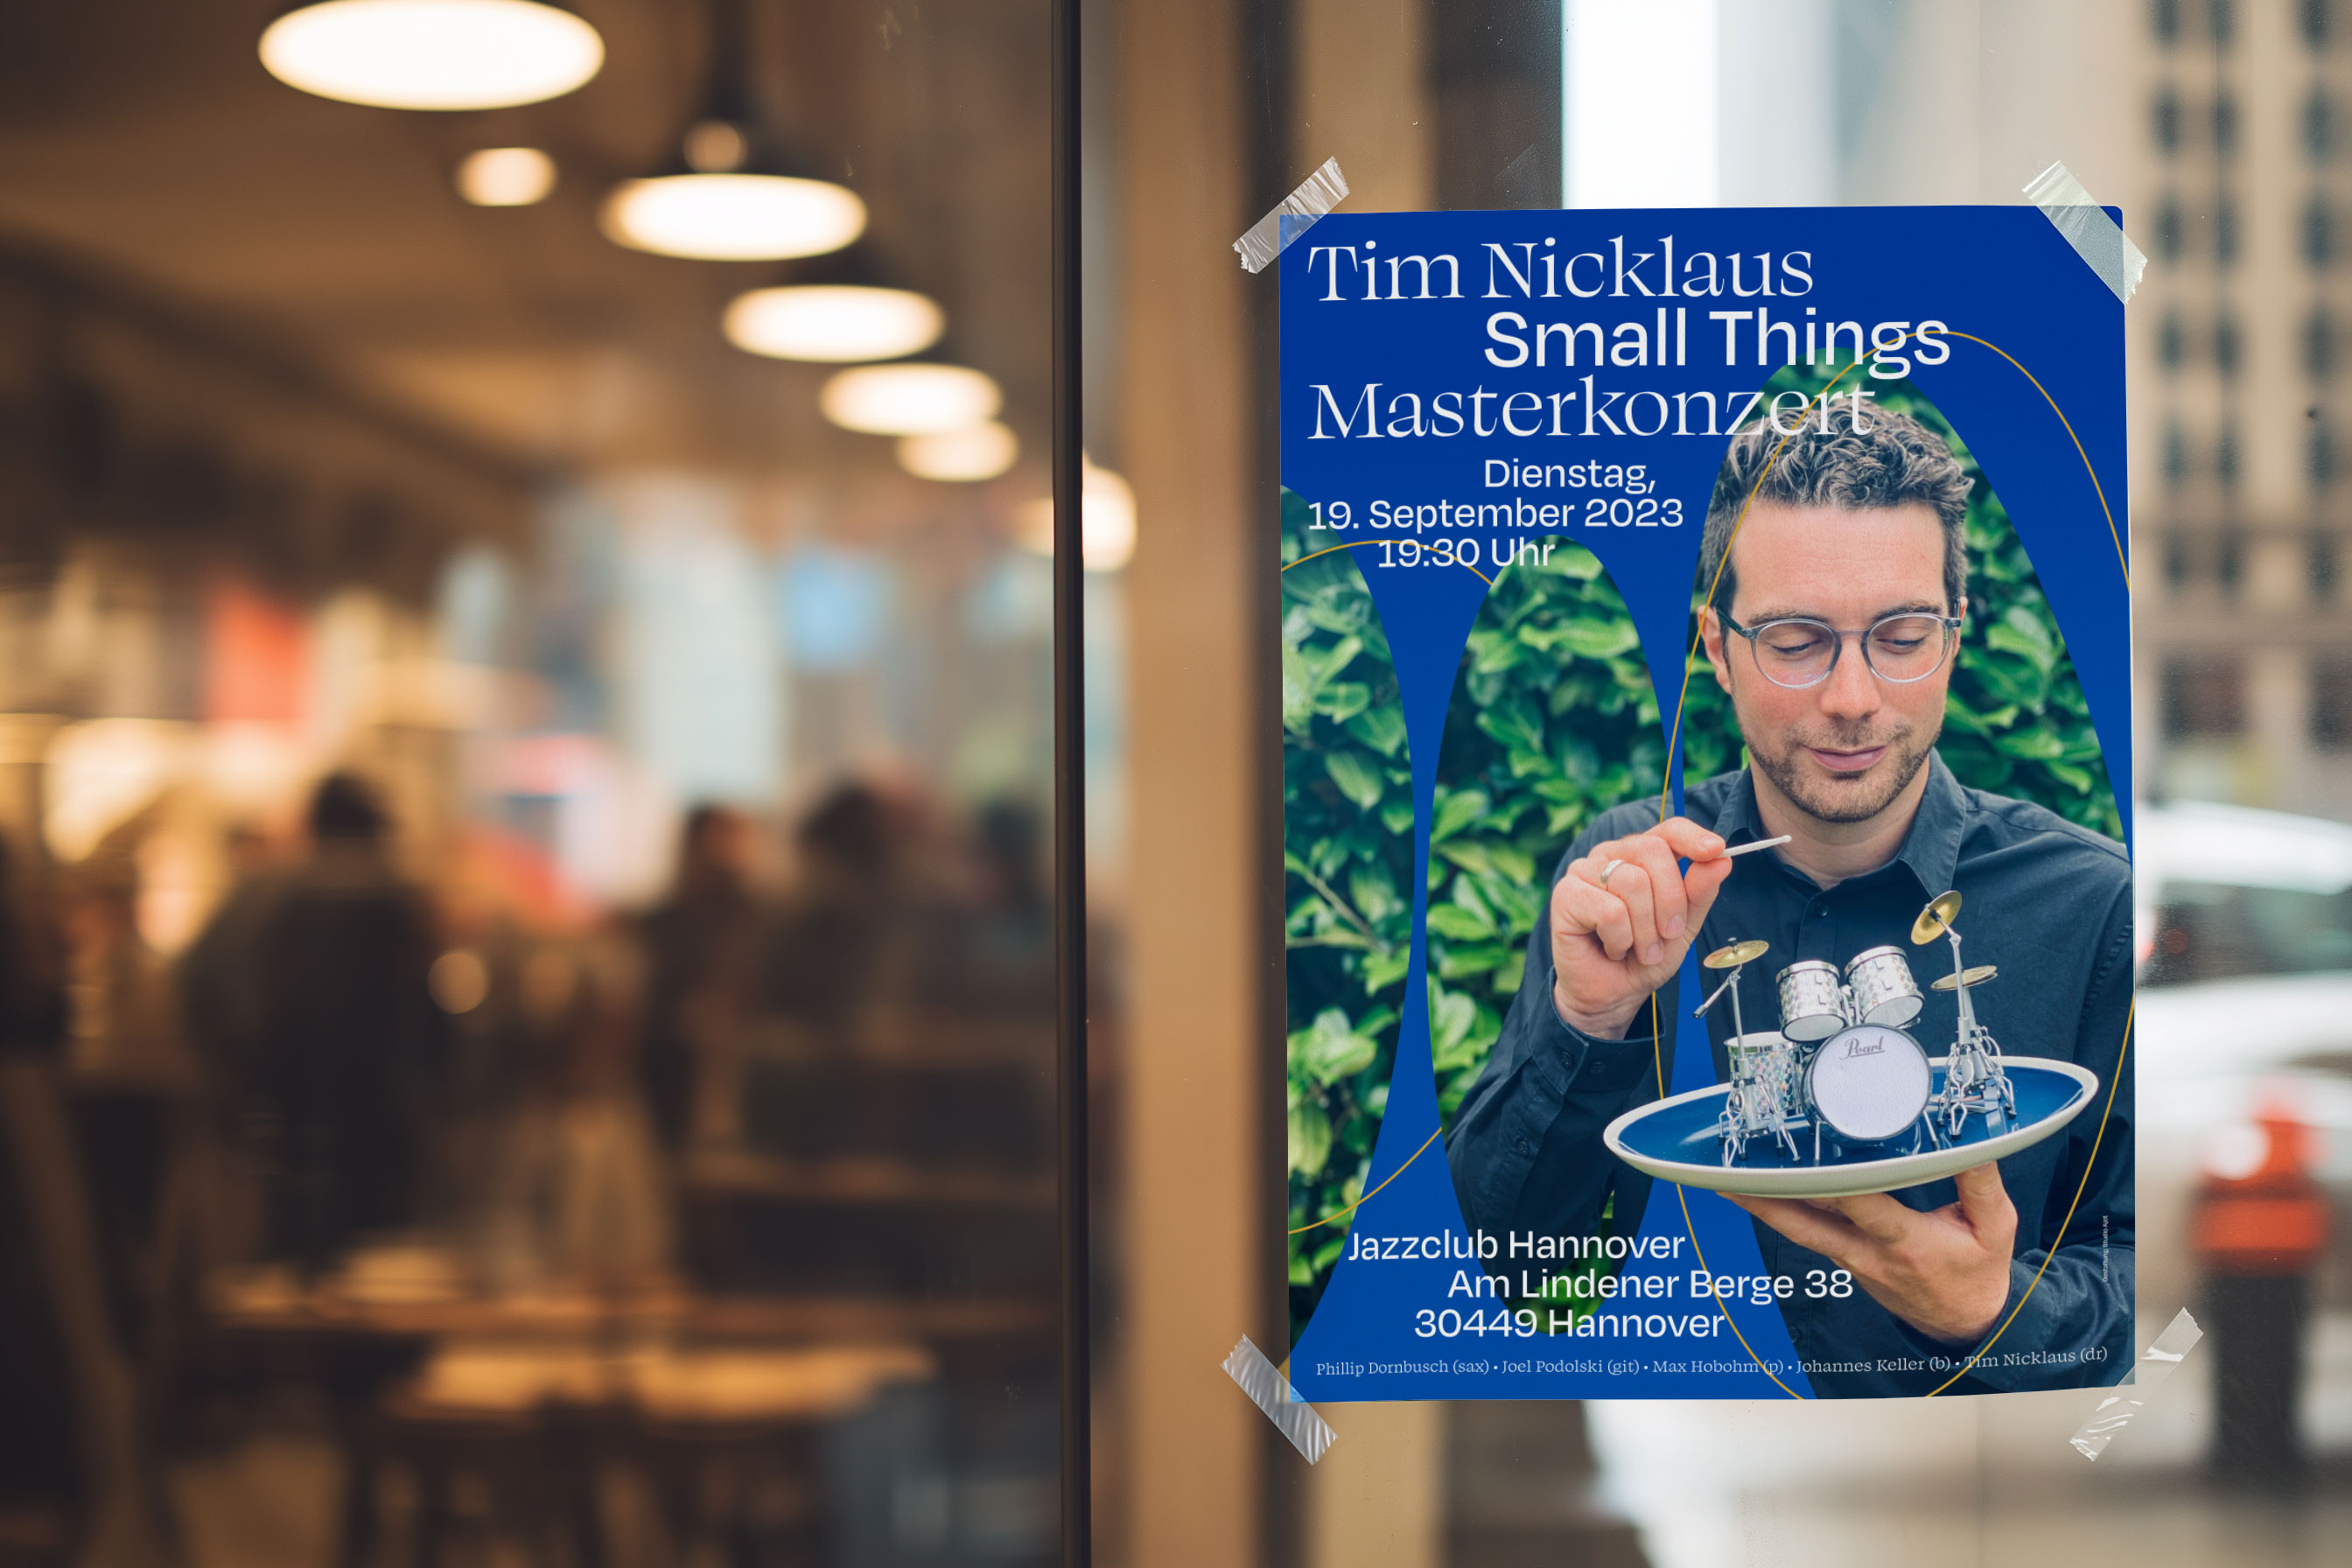 Tim Nicklaus
Small Things
Masterkonzert
Dienstag,
19. September 2023
19:30 Uhr
Pearl
Jazzclub Hannover
Am Lindener Berge 38
30449 Hannover
Phillip Dornbusch (sax) • Joel Podolski (git) • Max Hobohm (p) • Johannes Keller (b) • Tim Nicklaus (dr)